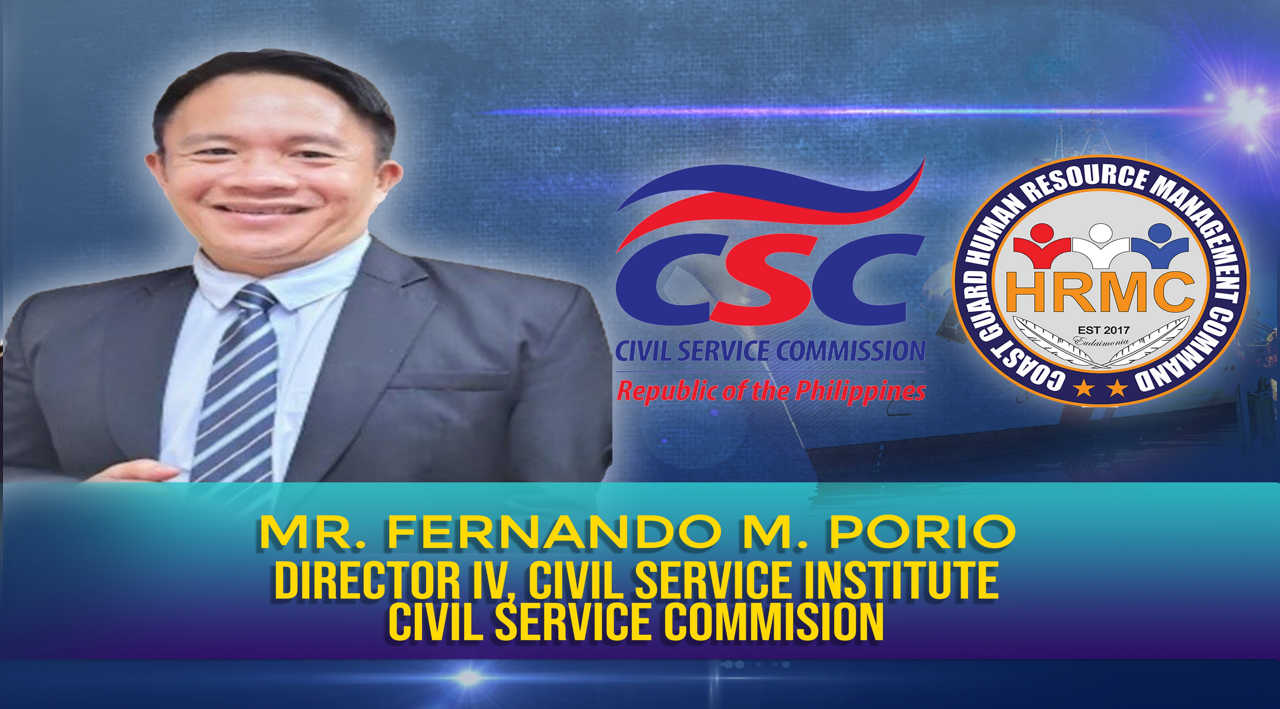 CSC
CIVIL SERVICE COMMISSION
Republic of the Philippines
COAST GUARD HUMAN RESOURCE MANAGEMENT COMMAND
HRMC
EST 2017
Eudaimonia
MR. FERNANDO M. PORIO
DIRECTOR IV, CIVIL SERVICE INSTITUTE
CIVIL SERVICE COMMISION